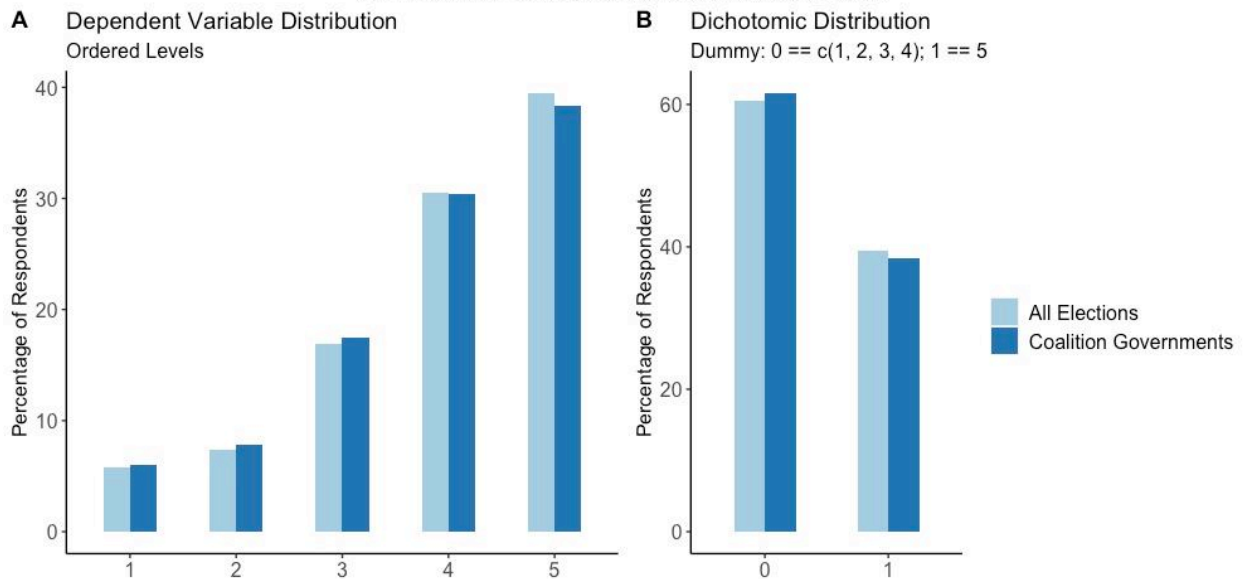 A Dependent Variable Distribution
Ordered Levels
Percentage of Respondents
40
30
20
10
0
1 2 3 4 5
B Dichotomic Distribution
Dummy: 0 == c(1, 2, 3, 4); 1 == 5
Percentage of Respondents
60
40
20
0
0 1
All Elections
Coalition Governments